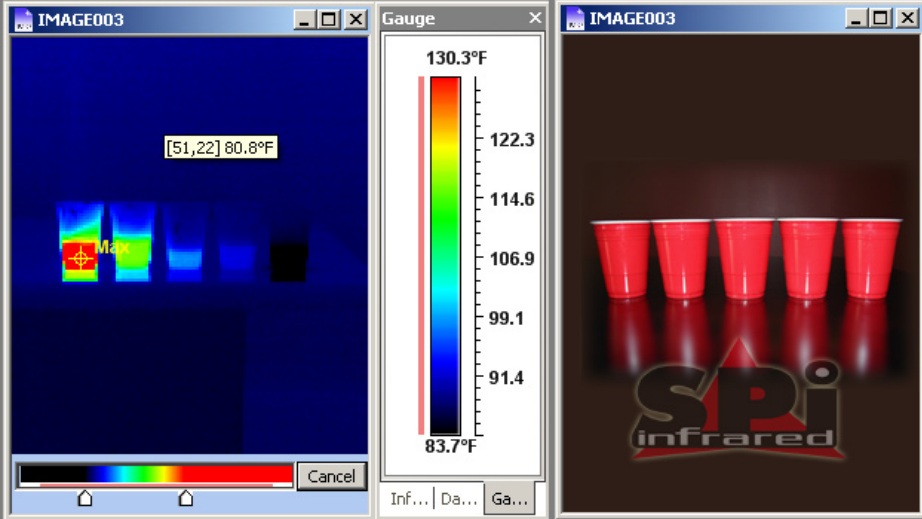 IMAGE003
[51,22] 80.8°F
Max
Cancel
Gauge
130.3°F
122.3
114.6
106.9
99.1
91.4
83.7°F
Inf... Da... Ga...
IMAGE003
SPi
infrared